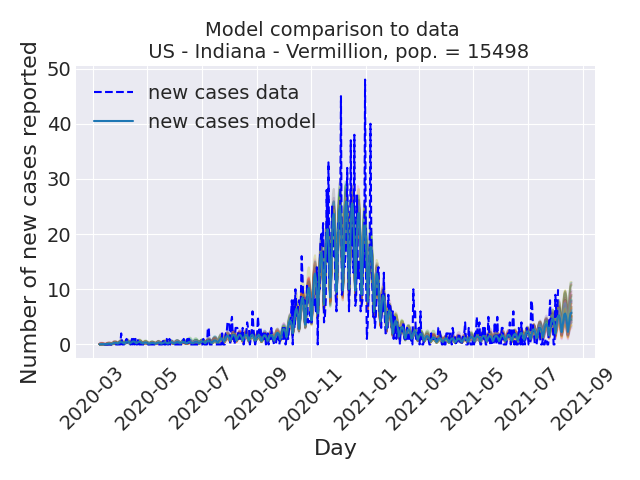 Model comparison to data
US - Indiana - Vermillion, pop. = 15498
Number of new cases reported
50
40
30
20
10
0
new cases data
new cases model
2020-03
2020-05
2020-07
2020-09
2020-11
2021-01
2021-03
2021-05
2021-07
2021-09
Day